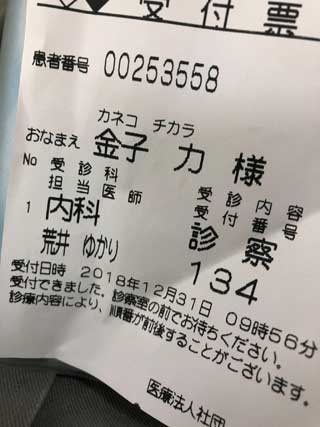 受付票
患者番号 00253558
カネコ チカラ
おなまえ 金子 力 様
No 受診科 受診内容
担当医師 受付番号
1 内科 診察
荒井 ゆかり 134
受付日時 2018年12月31日 09時56分
受付できました。診察室の前でお待ちください。
診療内容により、順番が前後することがございます。
医療法人社団